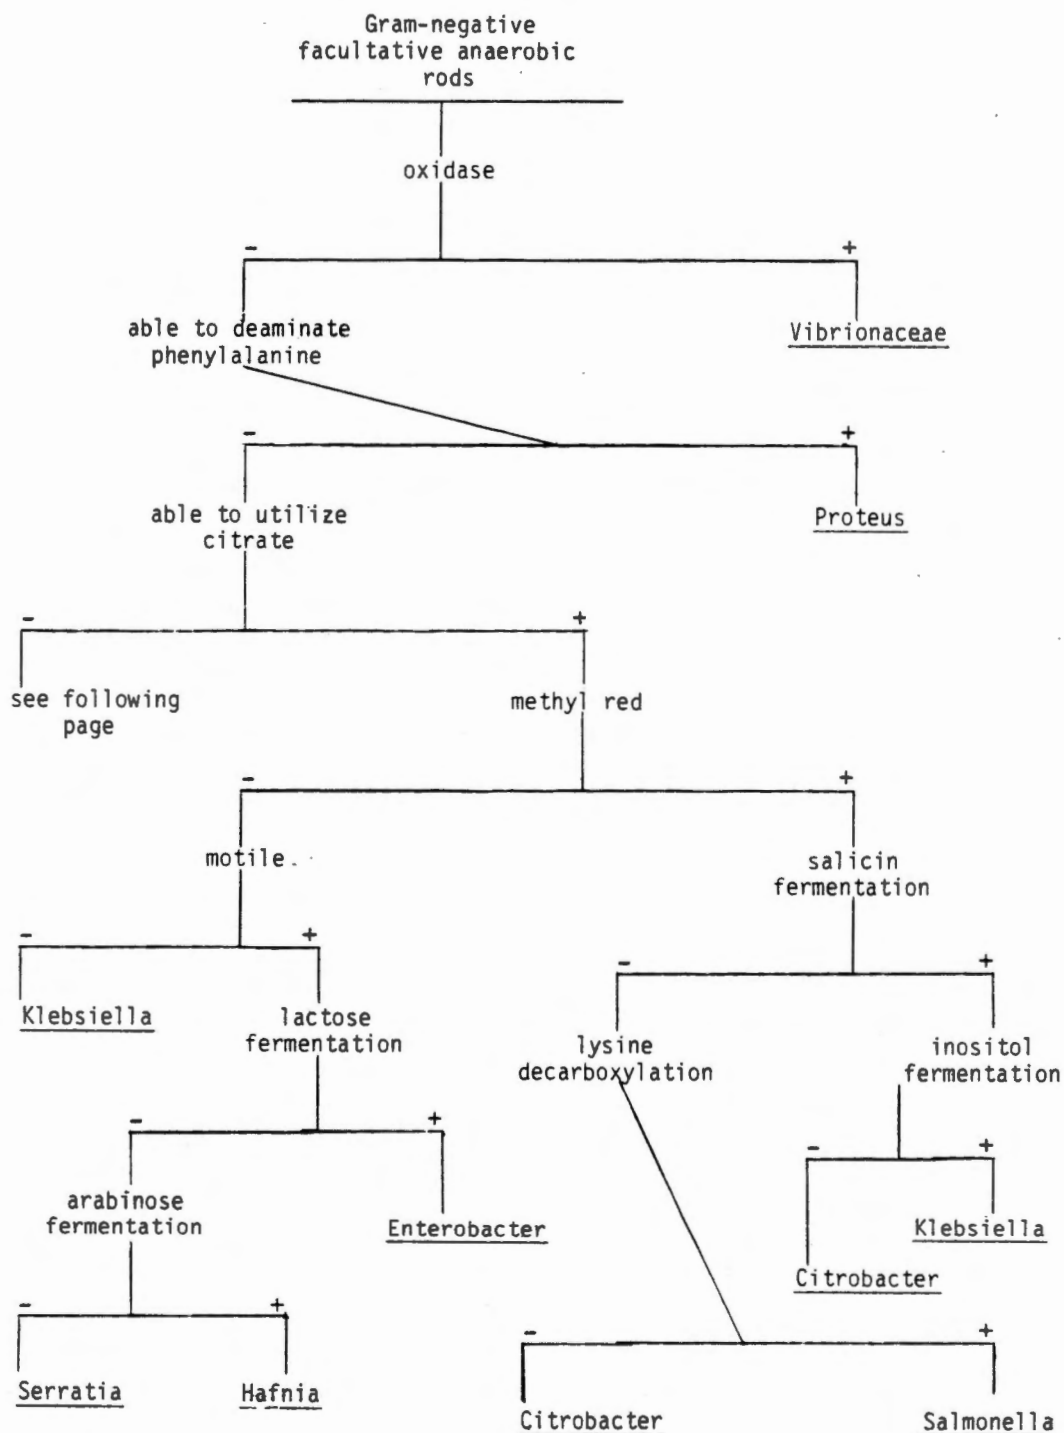 Gram-negative
facultative anaerobic
rods
oxidase
- +
able to deaminate
phenylalanine
Vibrionaceae
- +
able to utilize
citrate
Proteus
- +
see following
page
methyl red
- +
motile
salicin
fermentation
- +
- +
Klebsiella
lactose
fermentation
lysine
decarboxylation
inositol
fermentation
- +
- +
arabinose
fermentation
Enterobacter
Klebsiella
Citrobacter
- +
- +
Serratia
Hafnia
Citrobacter
Salmonella